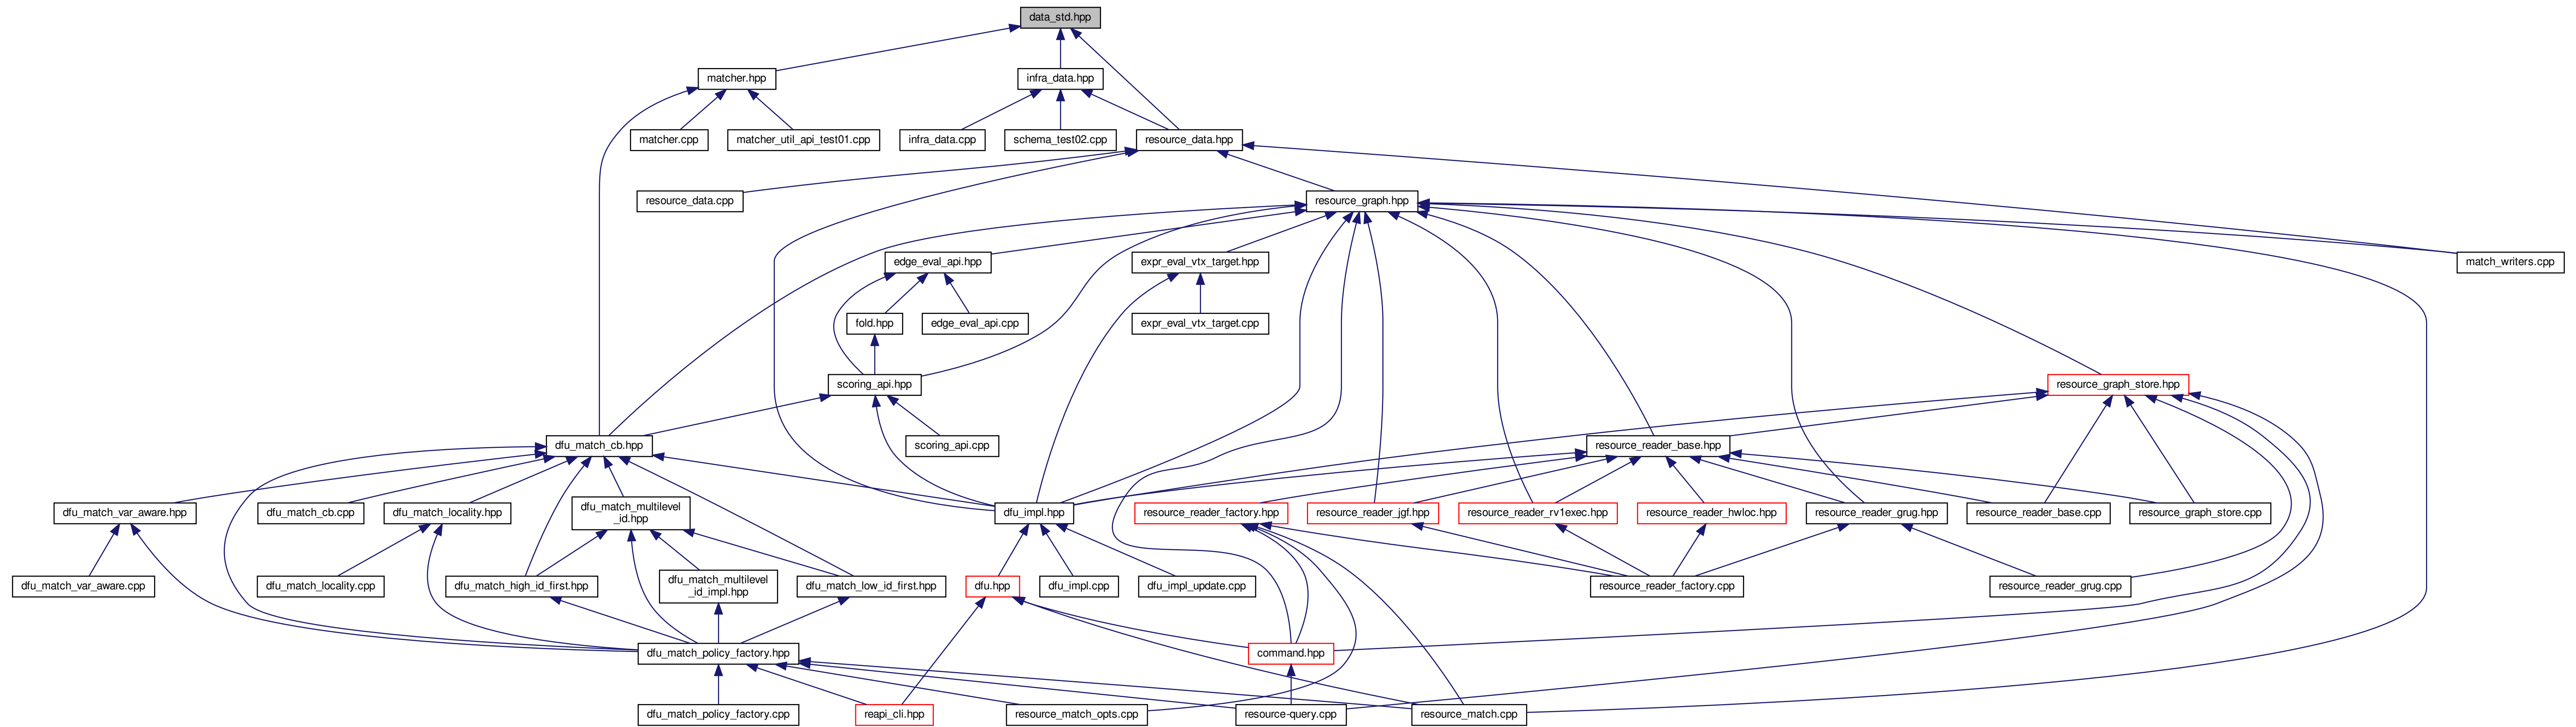 data_std.hpp
matcher.hpp
infra_data.hpp
matcher.cpp
matcher_util_api_test01.cpp
infra_data.cpp
schema_test02.cpp
resource_data.hpp
resource_data.cpp
resource_graph.hpp
edge_eval_api.hpp
expr_eval_vtx_target.hpp
match_writers.cpp
fold.hpp
edge_eval_api.cpp
expr_eval_vtx_target.cpp
scoring_api.hpp
resource_graph_store.hpp
dfu_match_cb.hpp
scoring_api.cpp
resource_reader_base.hpp
dfu_match_var_aware.hpp
dfu_match_cb.cpp
dfu_match_locality.hpp
dfu_match_multilevel
_id.hpp
dfu_impl.hpp
resource_reader_factory.hpp
resource_reader_jgf.hpp
resource_reader_rv1exec.hpp
resource_reader_hwloc.hpp
resource_reader_grug.hpp
resource_reader_base.cpp
resource_graph_store.cpp
dfu_match_var_aware.cpp
dfu_match_locality.cpp
dfu_match_high_id_first.hpp
dfu_match_multilevel
_id_impl.hpp
dfu_match_low_id_first.hpp
dfu.hpp
dfu_impl.cpp
dfu_impl_update.cpp
resource_reader_factory.cpp
resource_reader_grug.cpp
dfu_match_policy_factory.hpp
command.hpp
dfu_match_policy_factory.cpp
reapi_cli.hpp
resource_match_opts.cpp
resource-query.cpp
resource_match.cpp